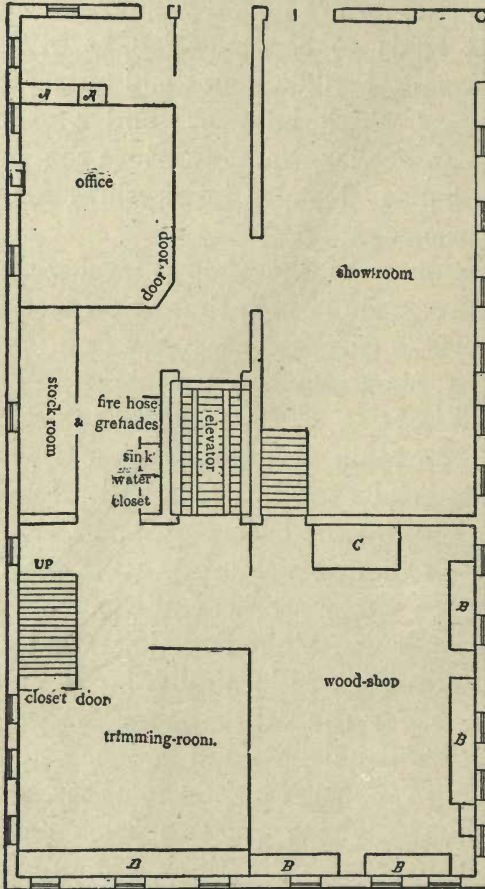 A
A
office
door-roop
showroom
stock room
&
fire hose
grenades
elevator
sink
water
closet
C
UP
B
wood-shop
closet door
B
trimming-room.
D
B
B